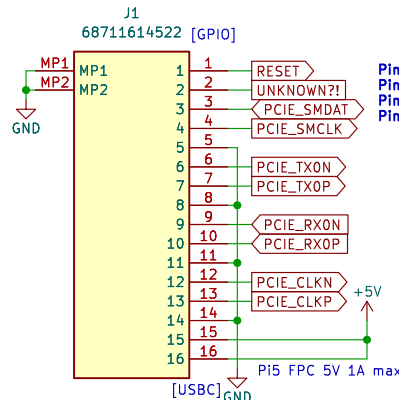 J1
68711614522 [GPIO]
MP1 MP1 1 1 RESET Pin
MP2 MP2 2 2 UNKNOWN?! Pin
3 3 PCIE_SMDAT Pin
4 4 PCIE_SMCLK Pin
GND
5 5
6 6 PCIE_TX0N
7 7 PCIE_TX0P
8 8
9 9 PCIE_RX0N
10 10 PCIE_RX0P
11 11
12 12 PCIE_CLKN
13 13 PCIE_CLKP
+5V
14 14
15 15
16 16
Pi5 FPC 5V 1A max
[USBC]
GND